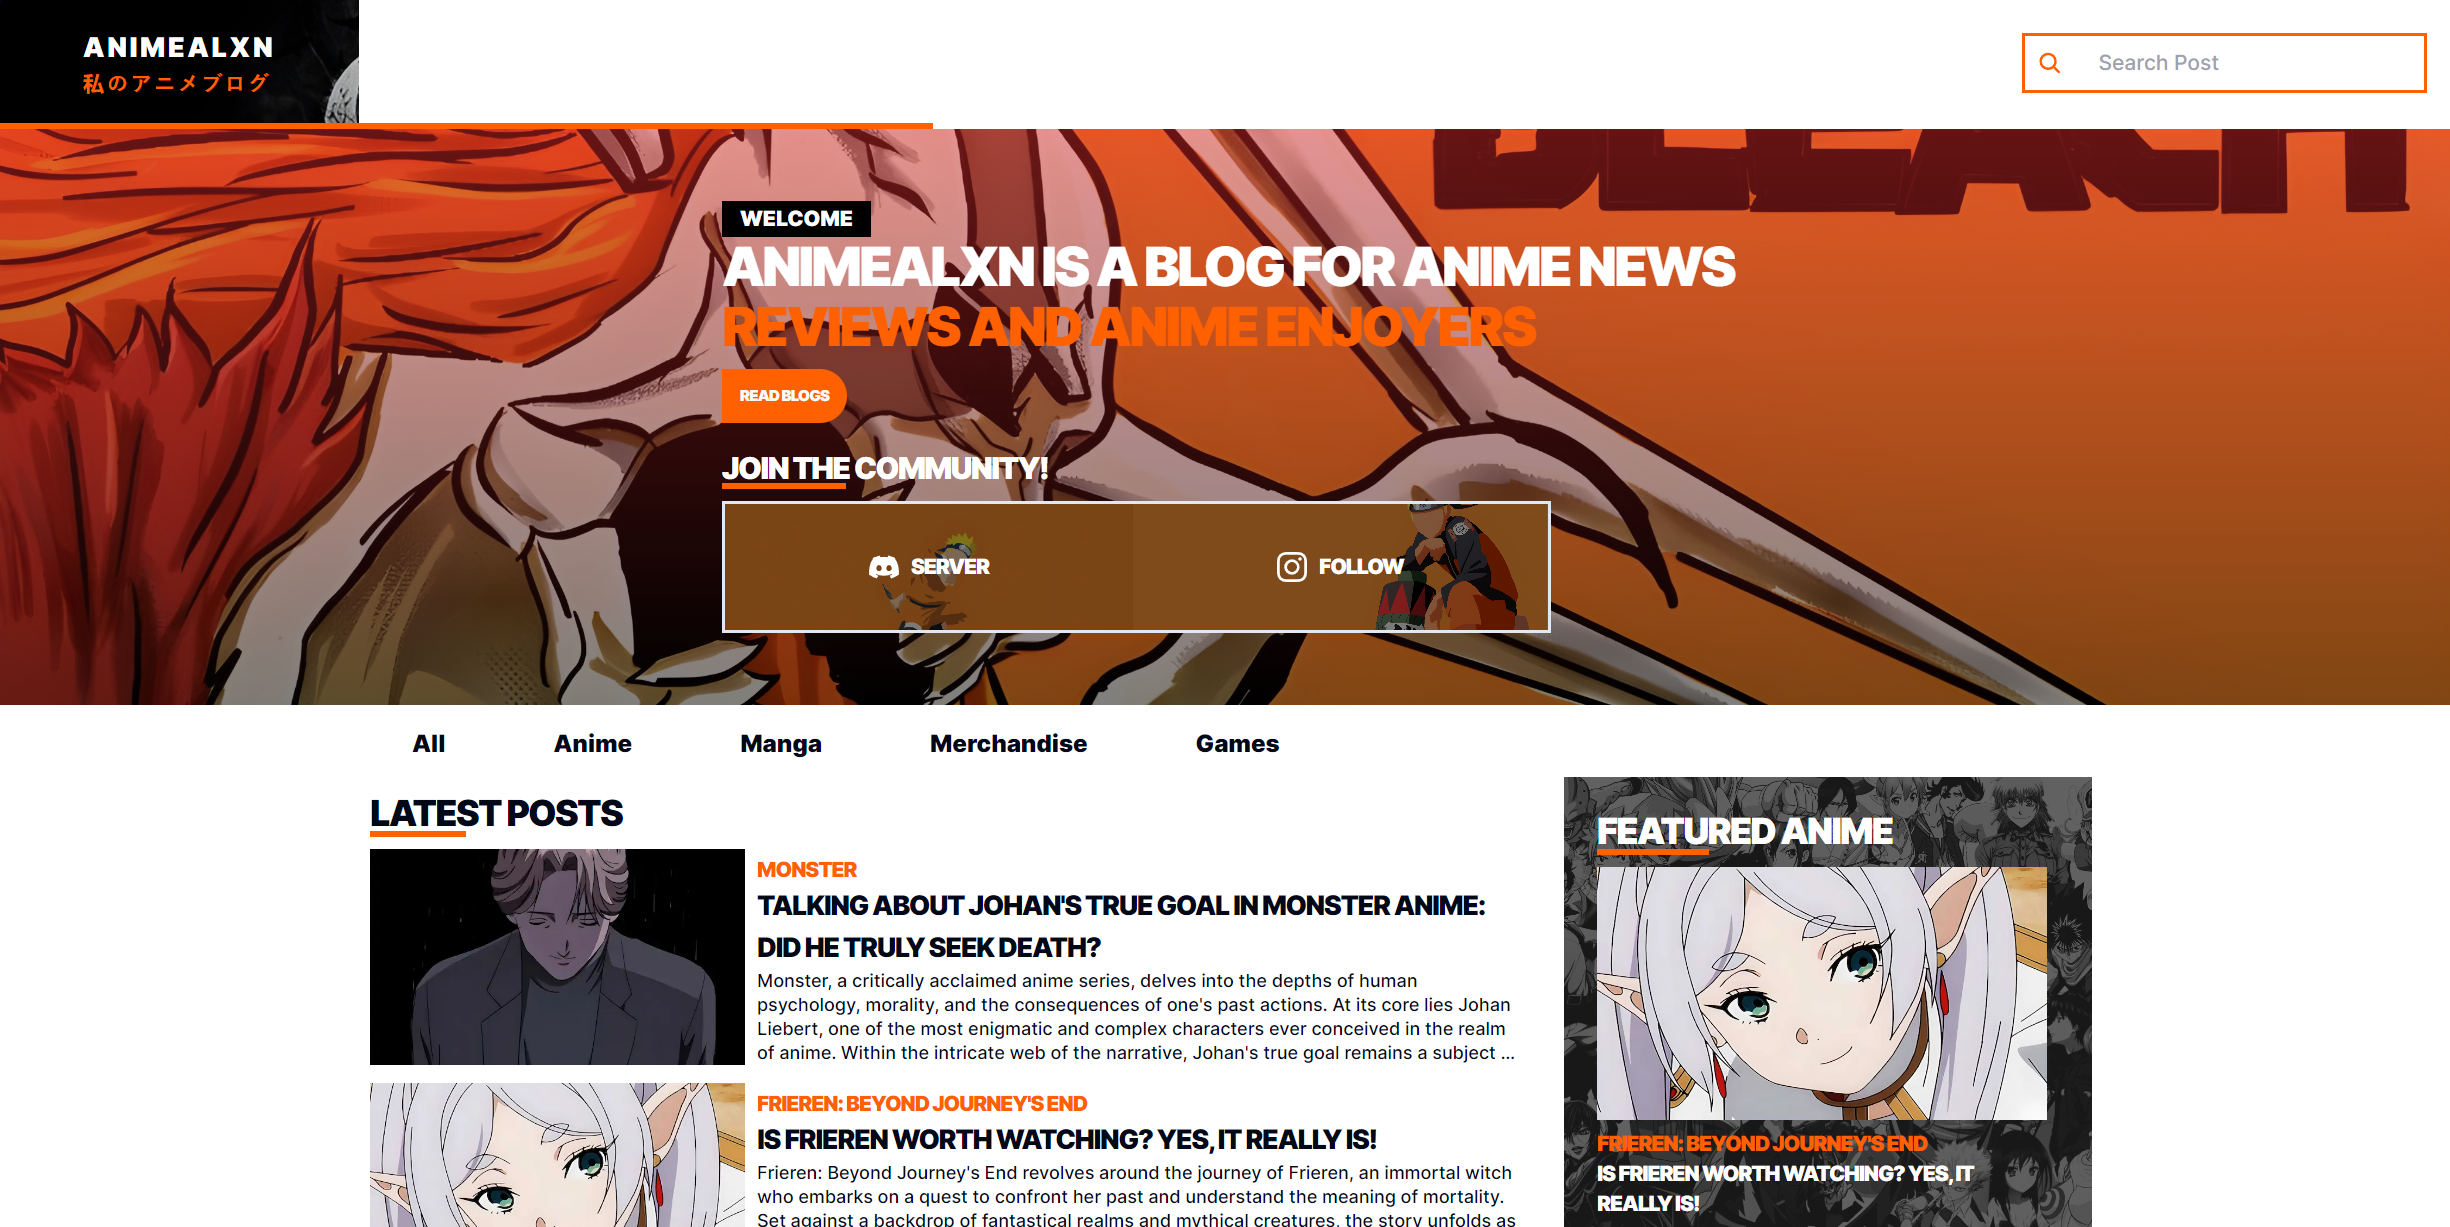 ANIMEALXN
私のアニメブログ
Search Post
BLEACH
WELCOME
ANIMEALXN IS A BLOG FOR ANIME NEWS
REVIEWS AND ANIME ENJOYERS
READ BLOGS
JOIN THE COMMUNITY!
SERVER
FOLLOW
All
Anime
Manga
Merchandise
Games
LATEST POSTS
MONSTER
TALKING ABOUT JOHAN'S TRUE GOAL IN MONSTER ANIME:
DID HE TRULY SEEK DEATH?
Monster, a critically acclaimed anime series, delves into the depths of human
psychology, morality, and the consequences of one's past actions. At its core lies Johan
Liebert, one of the most enigmatic and complex characters ever conceived in the realm
of anime. Within the intricate web of the narrative, Johan's true goal remains a subject ...
FRIEREN: BEYOND JOURNEY'S END
IS FRIEREN WORTH WATCHING? YES, IT REALLY IS!
Frieren: Beyond Journey's End revolves around the journey of Frieren, an immortal witch
who embarks on a quest to confront her past and understand the meaning of mortality.
Set against a backdrop of fantastical realms and mythical creatures, the story unfolds as
FEATURED ANIME
FRIEREN: BEYOND JOURNEY'S END
IS FRIEREN WORTH WATCHING? YES, IT
REALLY IS!